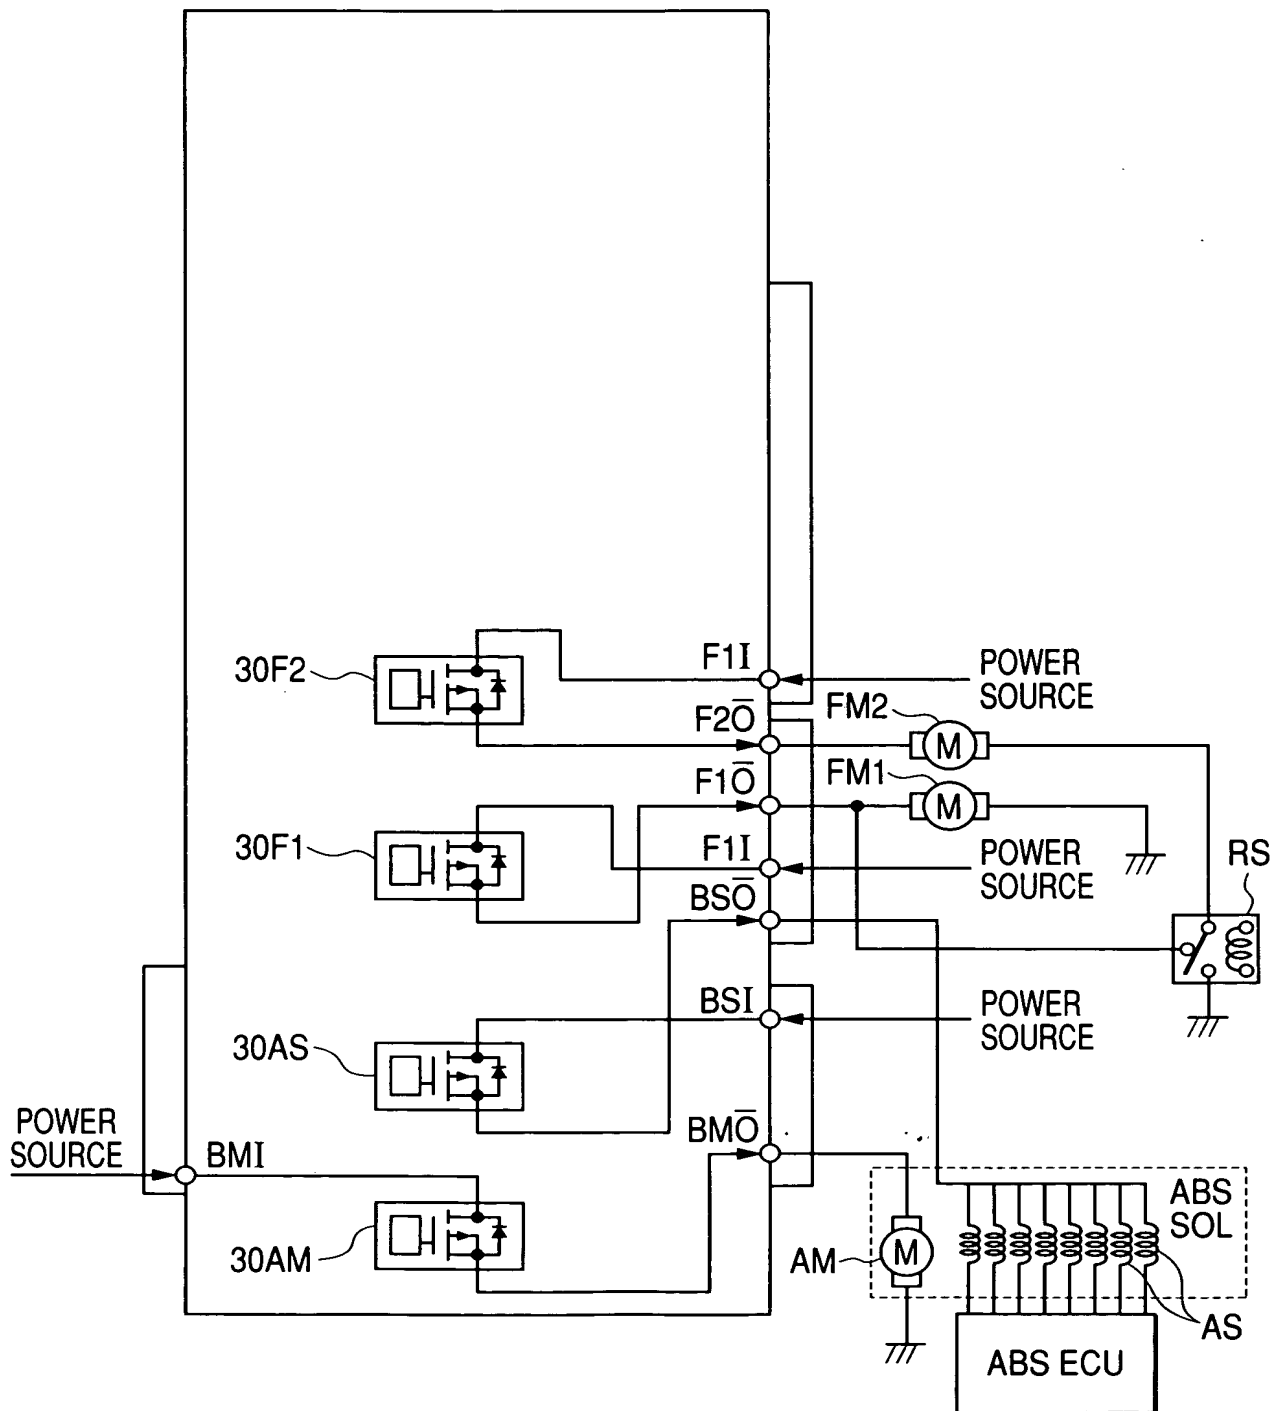 30F2
F1I
POWER
SOURCE
F2O̅
FM2
M
F1O̅
FM1
M
30F1
F1I
POWER
SOURCE
RS
BSO̅
BSI
POWER
SOURCE
30AS
POWER
SOURCE
BMI
BMO̅
30AM
AM
M
ABS
SOL
AS
ABS ECU